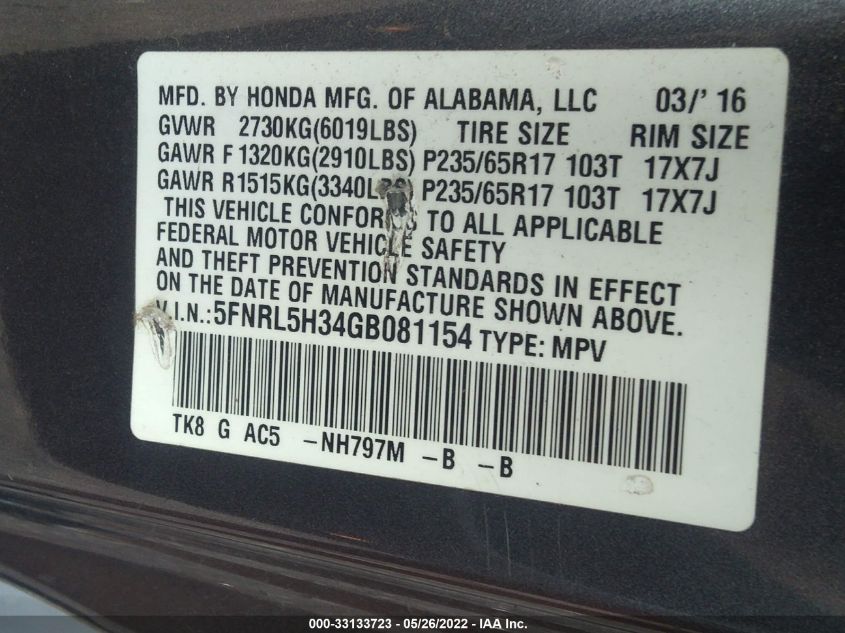 MFD. BY HONDA MFG. OF ALABAMA, LLC 03/' 16
GVWR 2730KG(6019LBS) TIRE SIZE RIM SIZE
GAWR F 1320KG(2910LBS) P235/65R17 103T 17X7J
GAWR R1515KG(3340LBS) P235/65R17 103T 17X7J
THIS VEHICLE CONFORMS TO ALL APPLICABLE
FEDERAL MOTOR VEHICLE SAFETY
AND THEFT PREVENTION STANDARDS IN EFFECT
ON THE DATE OF MANUFACTURE SHOWN ABOVE.
V.I.N.:5FNRL5H34GB081154 TYPE: MPV
TK8 G AC5 -NH797M -B -B
000-33133723 - 05/26/2022 - IAA Inc.